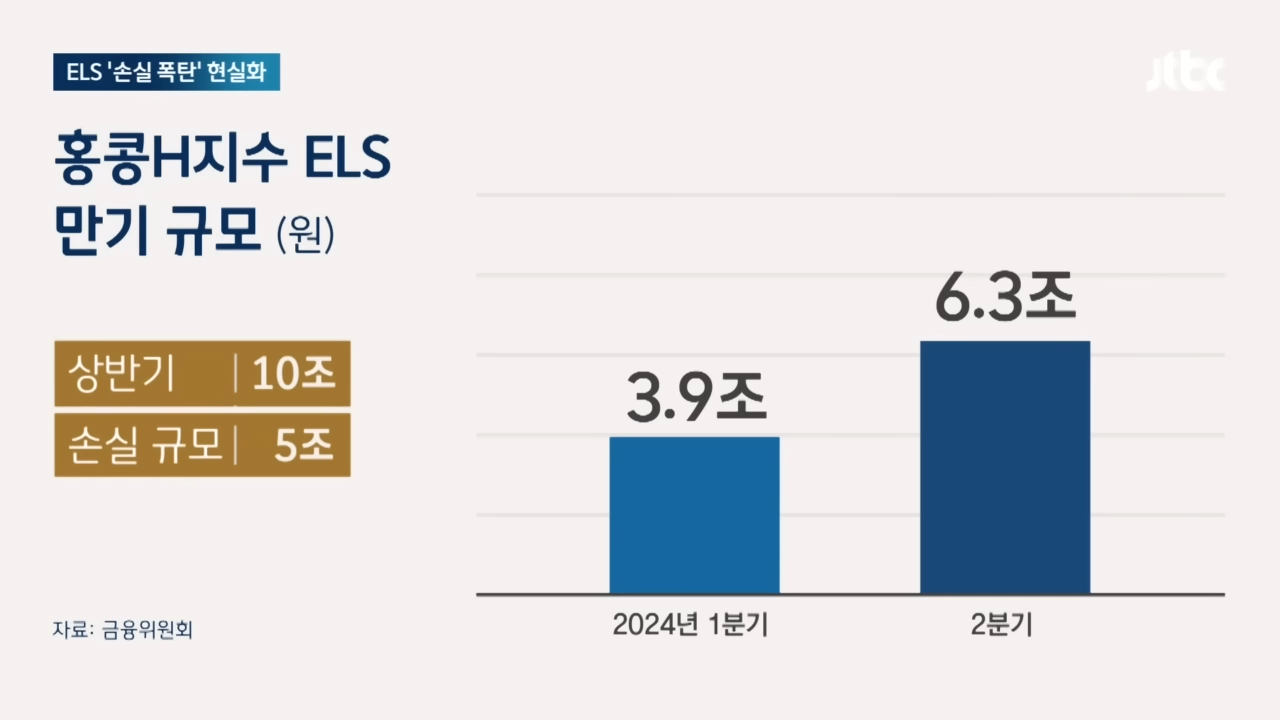 ELS '손실 폭탄' 현실화
jtbc
홍콩H지수 ELS
만기 규모 (원)
상반기 | 10조
손실 규모 | 5조
3.9조
6.3조
2024년 1분기
2분기
자료: 금융위원회